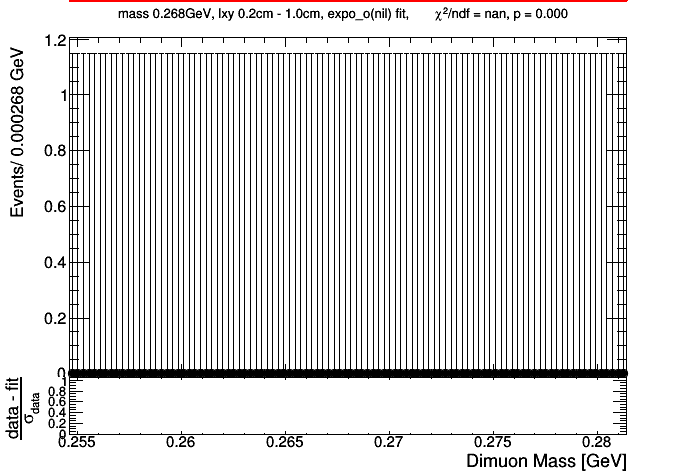 mass 0.268GeV, lxy 0.2cm - 1.0cm, expo_o(nil) fit, χ²/ndf = nan, p = 0.000
Events/ 0.000268 GeV
1.2
1
0.8
0.6
0.4
0.2
0
data - fit
σdata
1
0.8
0.6
0.4
0.2
0
0.255 0.26 0.265 0.27 0.275 0.28
Dimuon Mass [GeV]